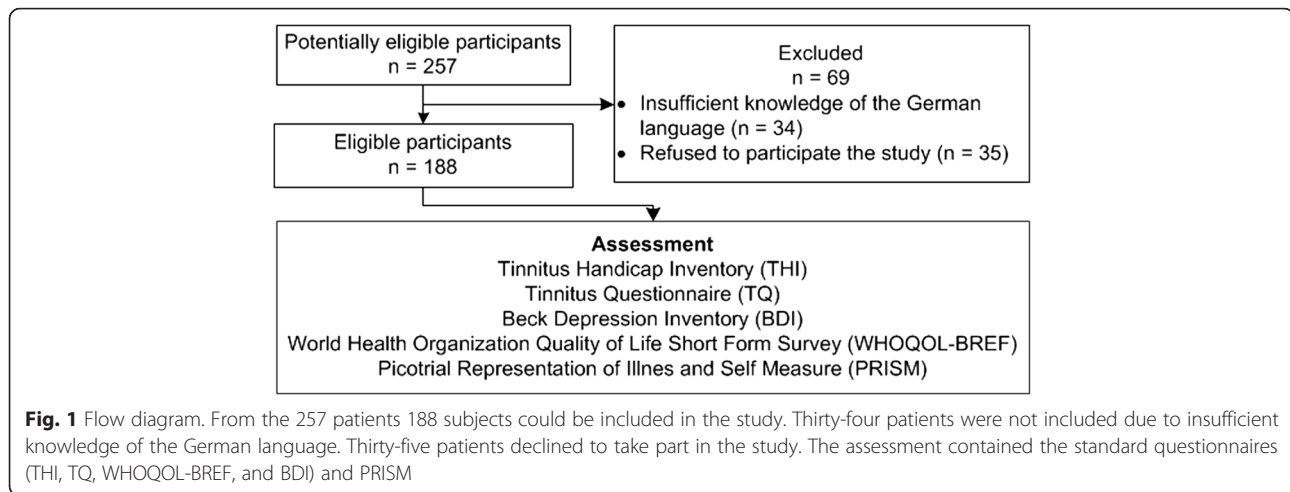 Potentially eligible participants
n = 257
Excluded
n = 69
• Insufficient knowledge of the German
language (n = 34)
• Refused to participate the study (n = 35)
Eligible participants
n = 188
Assessment
Tinnitus Handicap Inventory (THI)
Tinnitus Questionnaire (TQ)
Beck Depression Inventory (BDI)
World Health Organization Quality of Life Short Form Survey (WHOQOL-BREF)
Picotrial Representation of Illnes and Self Measure (PRISM)
Fig. 1 Flow diagram. From the 257 patients 188 subjects could be included in the study. Thirty-four patients were not included due to insufficient
knowledge of the German language. Thirty-five patients declined to take part in the study. The assessment contained the standard questionnaires
(THI, TQ, WHOQOL-BREF, and BDI) and PRISM